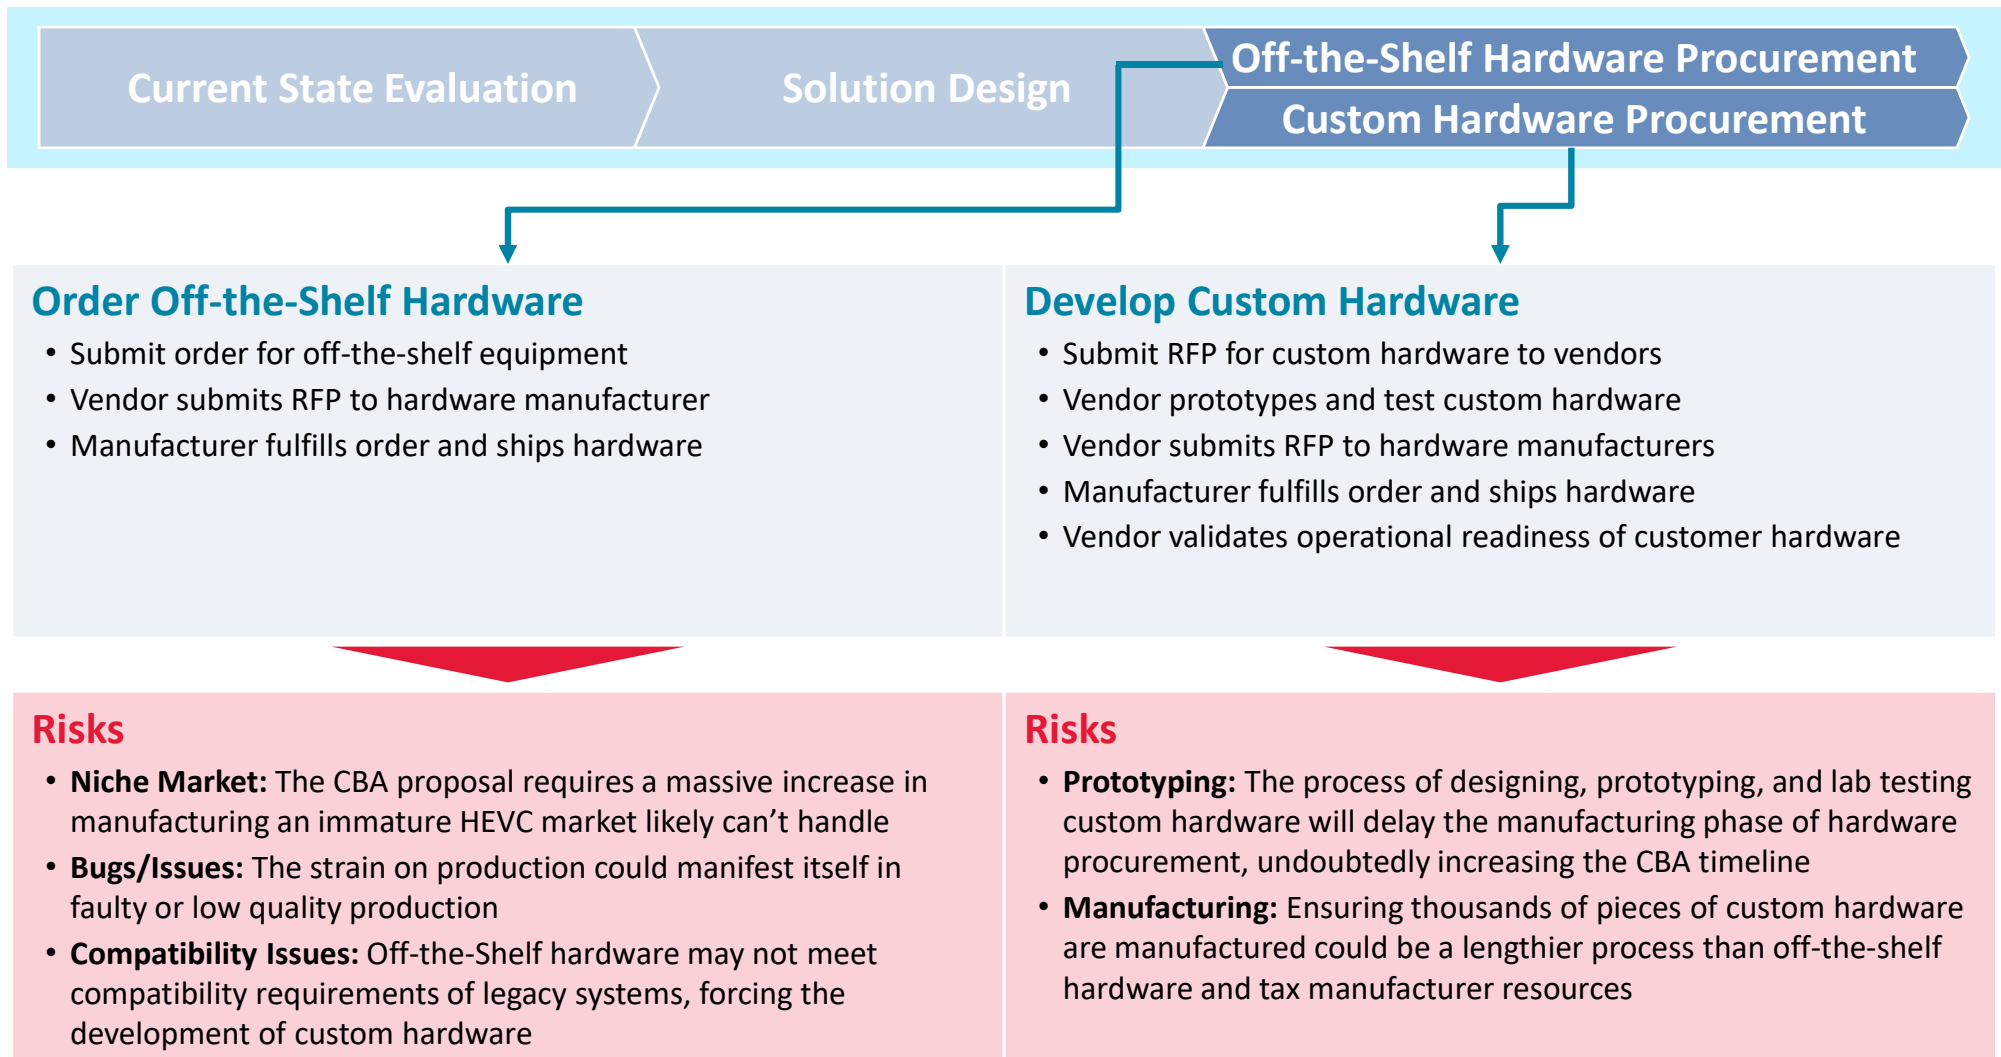 Current State Evaluation
Solution Design
Off-the-Shelf Hardware Procurement
Custom Hardware Procurement
Order Off-the-Shelf Hardware
• Submit order for off-the-shelf equipment
• Vendor submits RFP to hardware manufacturer
• Manufacturer fulfills order and ships hardware
Develop Custom Hardware
• Submit RFP for custom hardware to vendors
• Vendor prototypes and test custom hardware
• Vendor submits RFP to hardware manufacturers
• Manufacturer fulfills order and ships hardware
• Vendor validates operational readiness of customer hardware
Risks
• Niche Market: The CBA proposal requires a massive increase in
manufacturing an immature HEVC market likely can't handle
• Bugs/Issues: The strain on production could manifest itself in
faulty or low quality production
• Compatibility Issues: Off-the-Shelf hardware may not meet
compatibility requirements of legacy systems, forcing the
development of custom hardware
Risks
• Prototyping: The process of designing, prototyping, and lab testing
custom hardware will delay the manufacturing phase of hardware
procurement, undoubtedly increasing the CBA timeline
• Manufacturing: Ensuring thousands of pieces of custom hardware
are manufactured could be a lengthier process than off-the-shelf
hardware and tax manufacturer resources